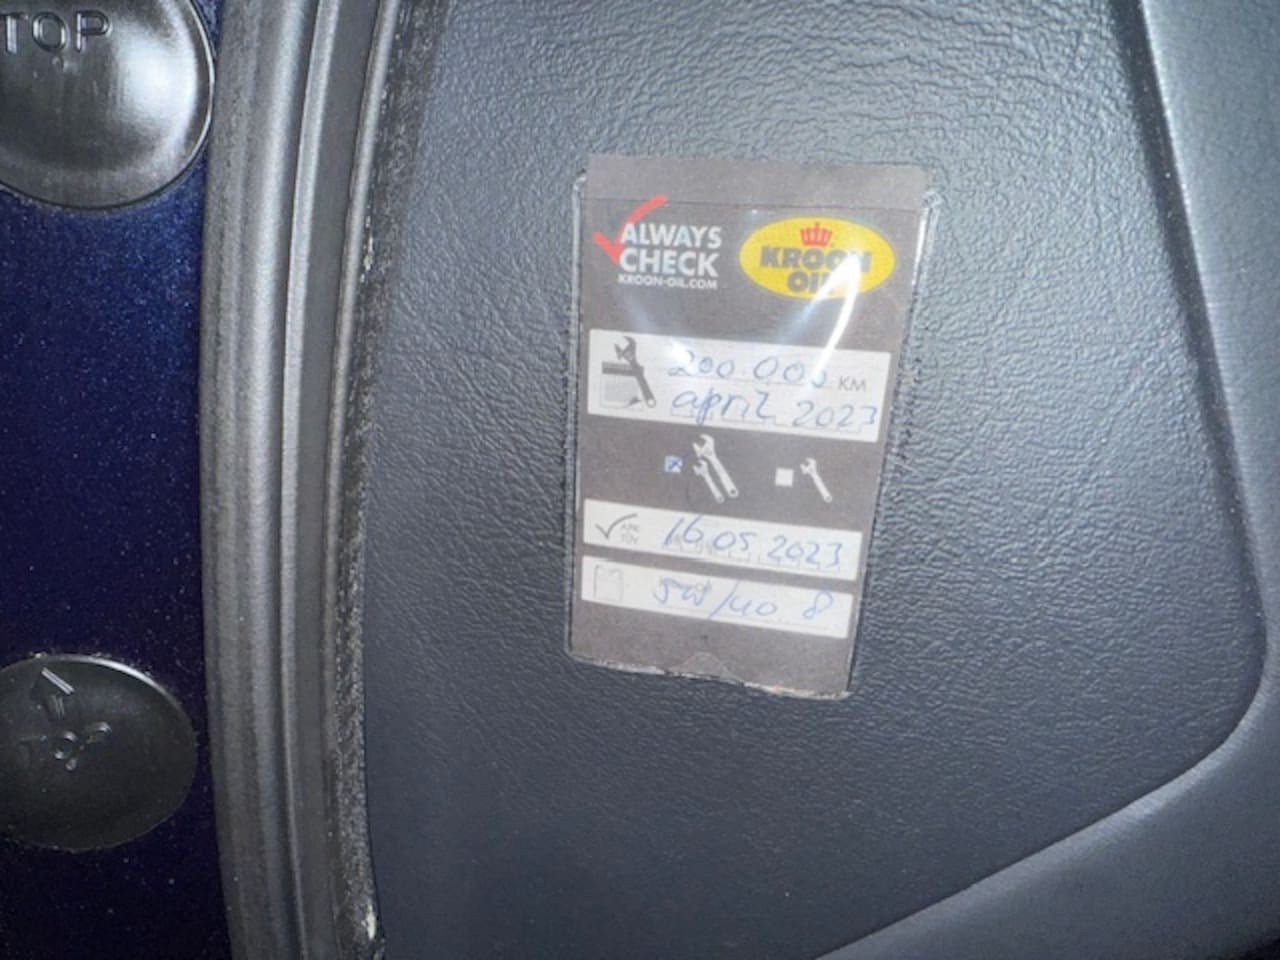 TOP
ALWAYS
CHECK
KROON-OIL.COM
KROON
OIL
200.000 KM
april 2023
APK
TÜV
16.05.2023
5w/40 8
TOP